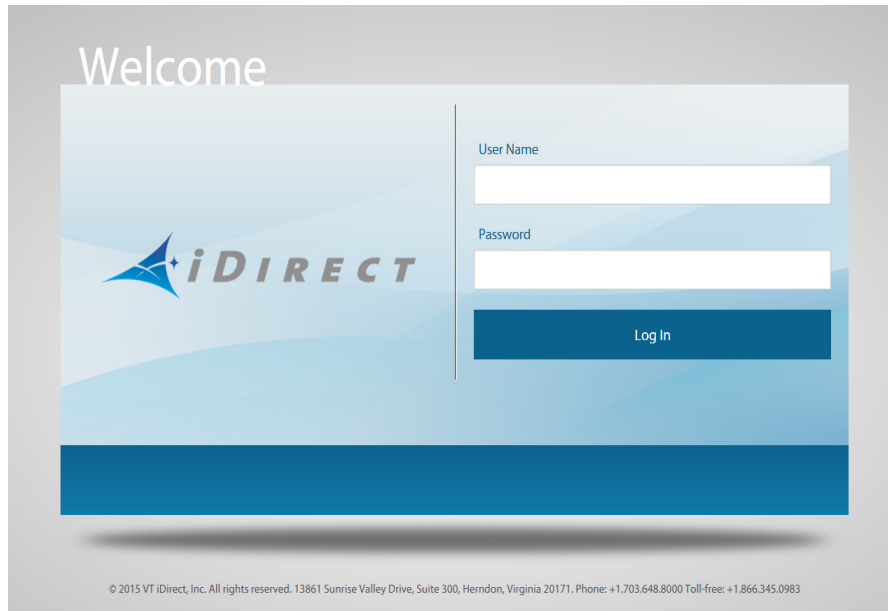 Welcome
User Name
Password
iDIRECT
Log In
© 2015 VT iDirect, Inc. All rights reserved. 13861 Sunrise Valley Drive, Suite 300, Herndon, Virginia 20171. Phone: +1.703.648.8000 Toll-free: +1.866.345.0983